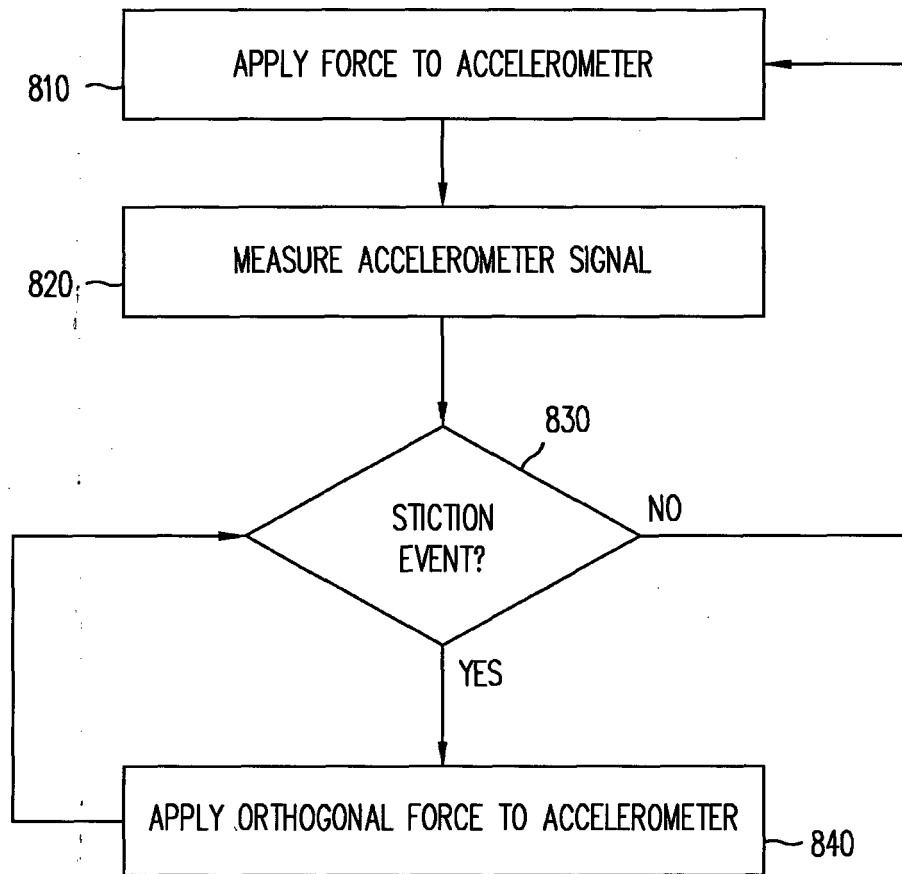 APPLY FORCE TO ACCELEROMETER
810
MEASURE ACCELEROMETER SIGNAL
820
830
STICTION
EVENT?
NO
YES
APPLY ORTHOGONAL FORCE TO ACCELEROMETER
840